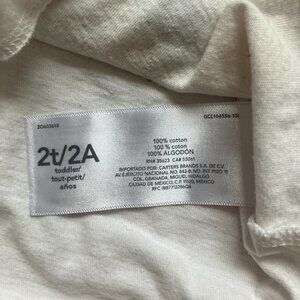 2t/2A
toddler/
tout-petit/
años
100% cotton
100 % coton
100% ALGODÓN
RN# 35623 CA# 53061
IMPORTADO POR: CARTERS BRANDS S.A. DE C.V.
AV. EJÉRCITO NACIONAL NO. 843-B, NO. INT PISO 11
COL. GRANADA, MIGUEL HIDALGO
CIUDAD DE MÉXICO, C.P. 11520, MÉXICO